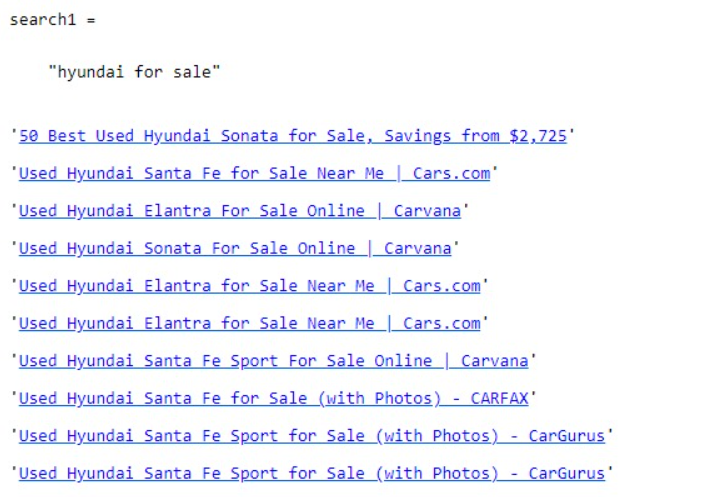 search1 =
"hyundai for sale"
'50 Best Used Hyundai Sonata for Sale, Savings from $2,725'
'Used Hyundai Santa Fe for Sale Near Me | Cars.com'
'Used Hyundai Elantra For Sale Online | Carvana'
'Used Hyundai Sonata For Sale Online | Carvana'
'Used Hyundai Elantra for Sale Near Me | Cars.com'
'Used Hyundai Elantra for Sale Near Me | Cars.com'
'Used Hyundai Santa Fe Sport For Sale Online | Carvana'
'Used Hyundai Santa Fe for Sale (with Photos) - CARFAX'
'Used Hyundai Santa Fe Sport for Sale (with Photos) - CarGurus'
'Used Hyundai Santa Fe Sport for Sale (with Photos) - CarGurus'